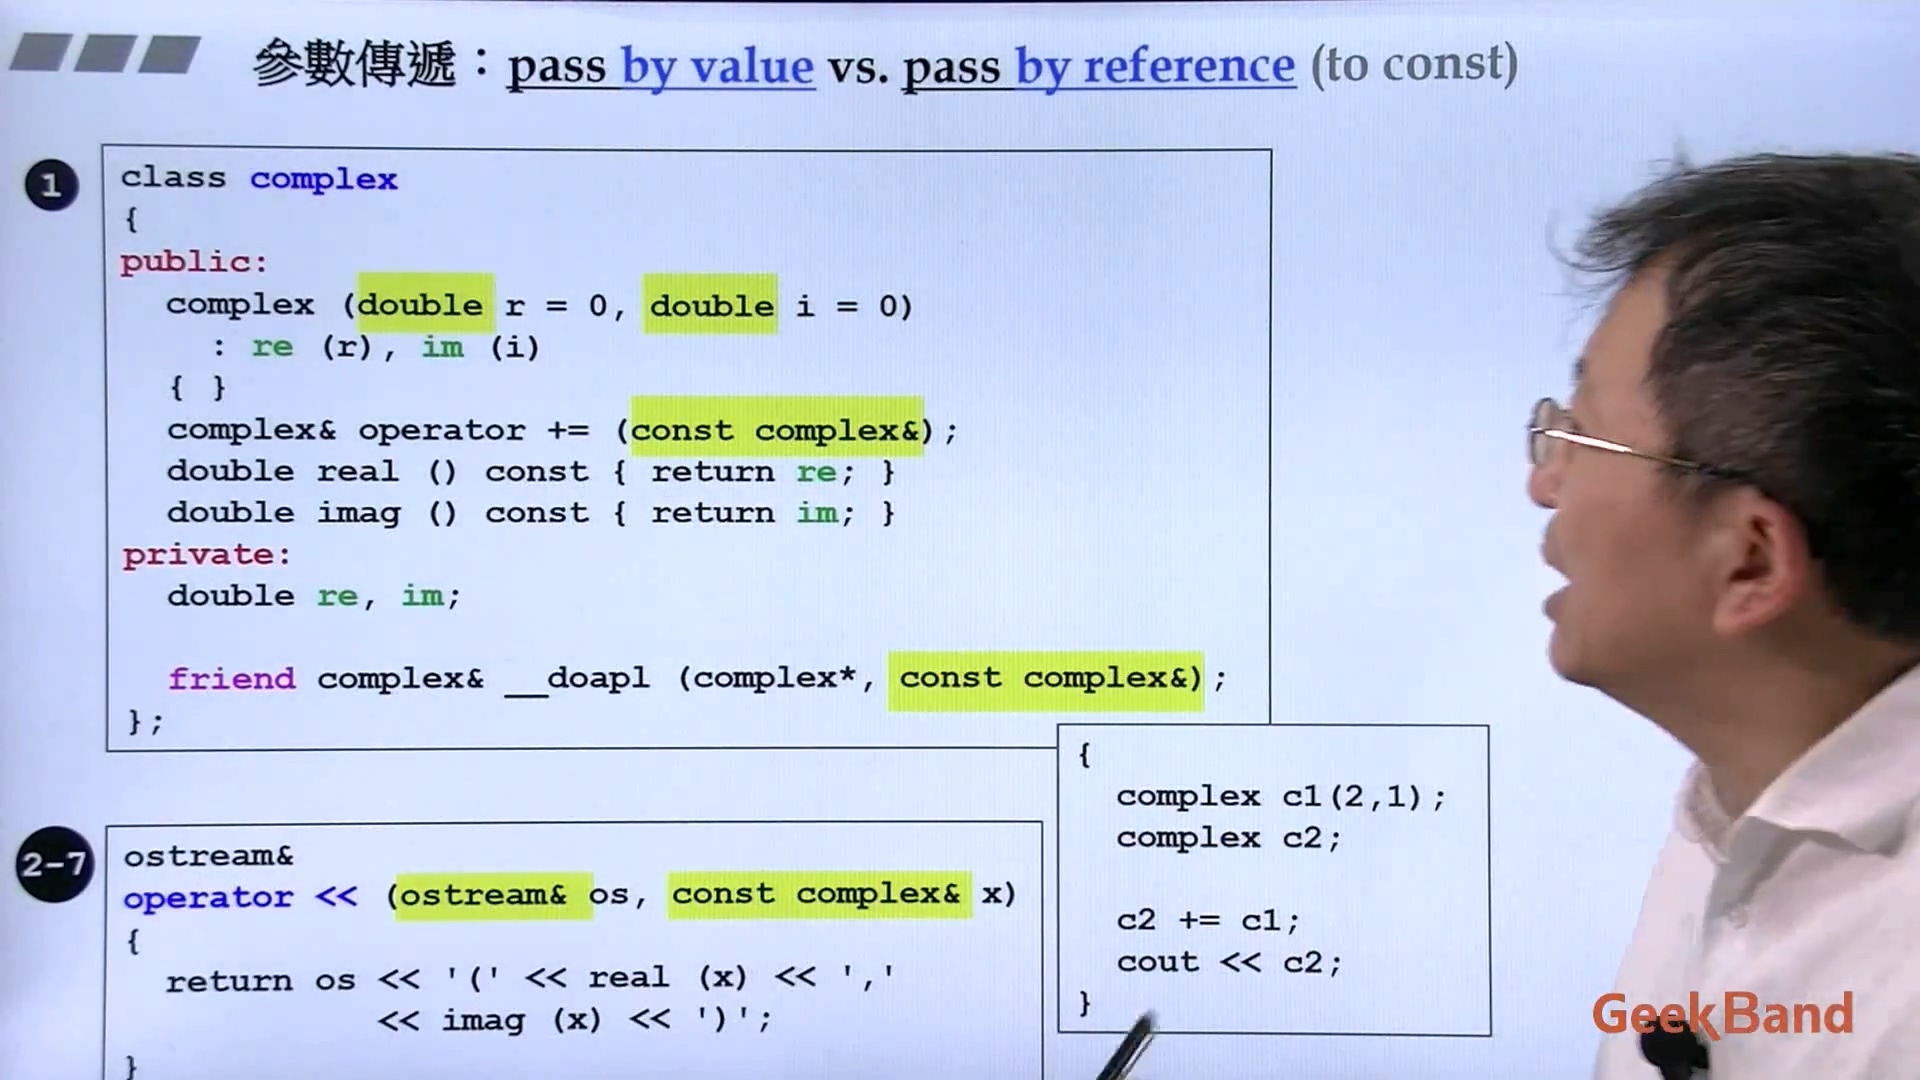 參數傳遞：pass by value vs. pass by reference (to const)
1
class complex
{
public:
complex (double r = 0, double i = 0)
: re (r), im (i)
{ }
complex& operator += (const complex&);
double real () const { return re; }
double imag () const { return im; }
private:
double re, im;
friend complex& __doapl (complex*, const complex&);
};
2-7
ostream&
operator << (ostream& os, const complex& x)
{
return os << '(' << real (x) << ','
<< imag (x) << ')';
}
{
complex c1(2,1);
complex c2;
c2 += c1;
cout << c2;
}
GeekBand